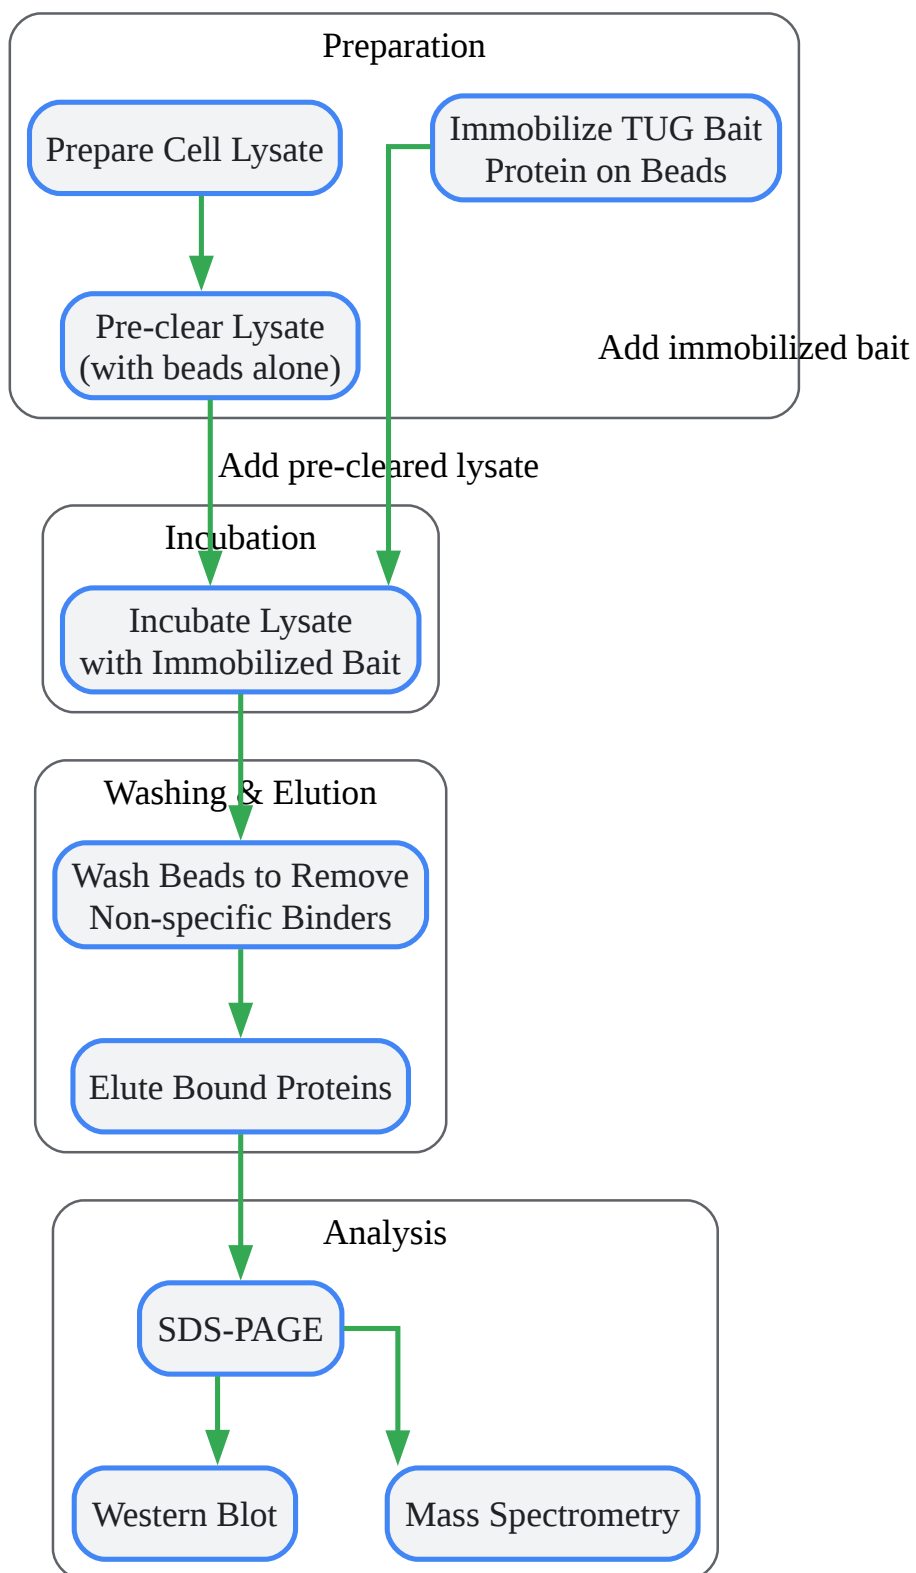 Preparation
Prepare Cell Lysate
Immobilize TUG Bait
Protein on Beads
Pre-clear Lysate
(with beads alone)
Add immobilized bait
Add pre-cleared lysate
Incubation
Incubate Lysate
with Immobilized Bait
Washing & Elution
Wash Beads to Remove
Non-specific Binders
Elute Bound Proteins
Analysis
SDS-PAGE
Western Blot
Mass Spectrometry